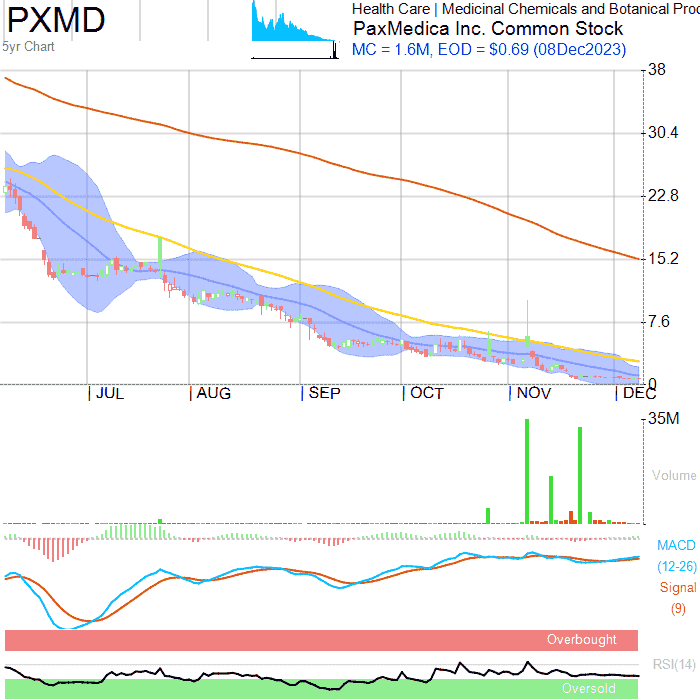 PXMD
5yr Chart
Health Care | Medicinal Chemicals and Botanical Proc
PaxMedica Inc. Common Stock
MC = 1.6M, EOD = $0.69 (08Dec2023)
38
30.4
22.8
15.2
7.6
0
JUL AUG SEP OCT NOV DEC
35M
Volume
MACD
(12-26)
Signal
(9)
Overbought
RSI(14)
Oversold